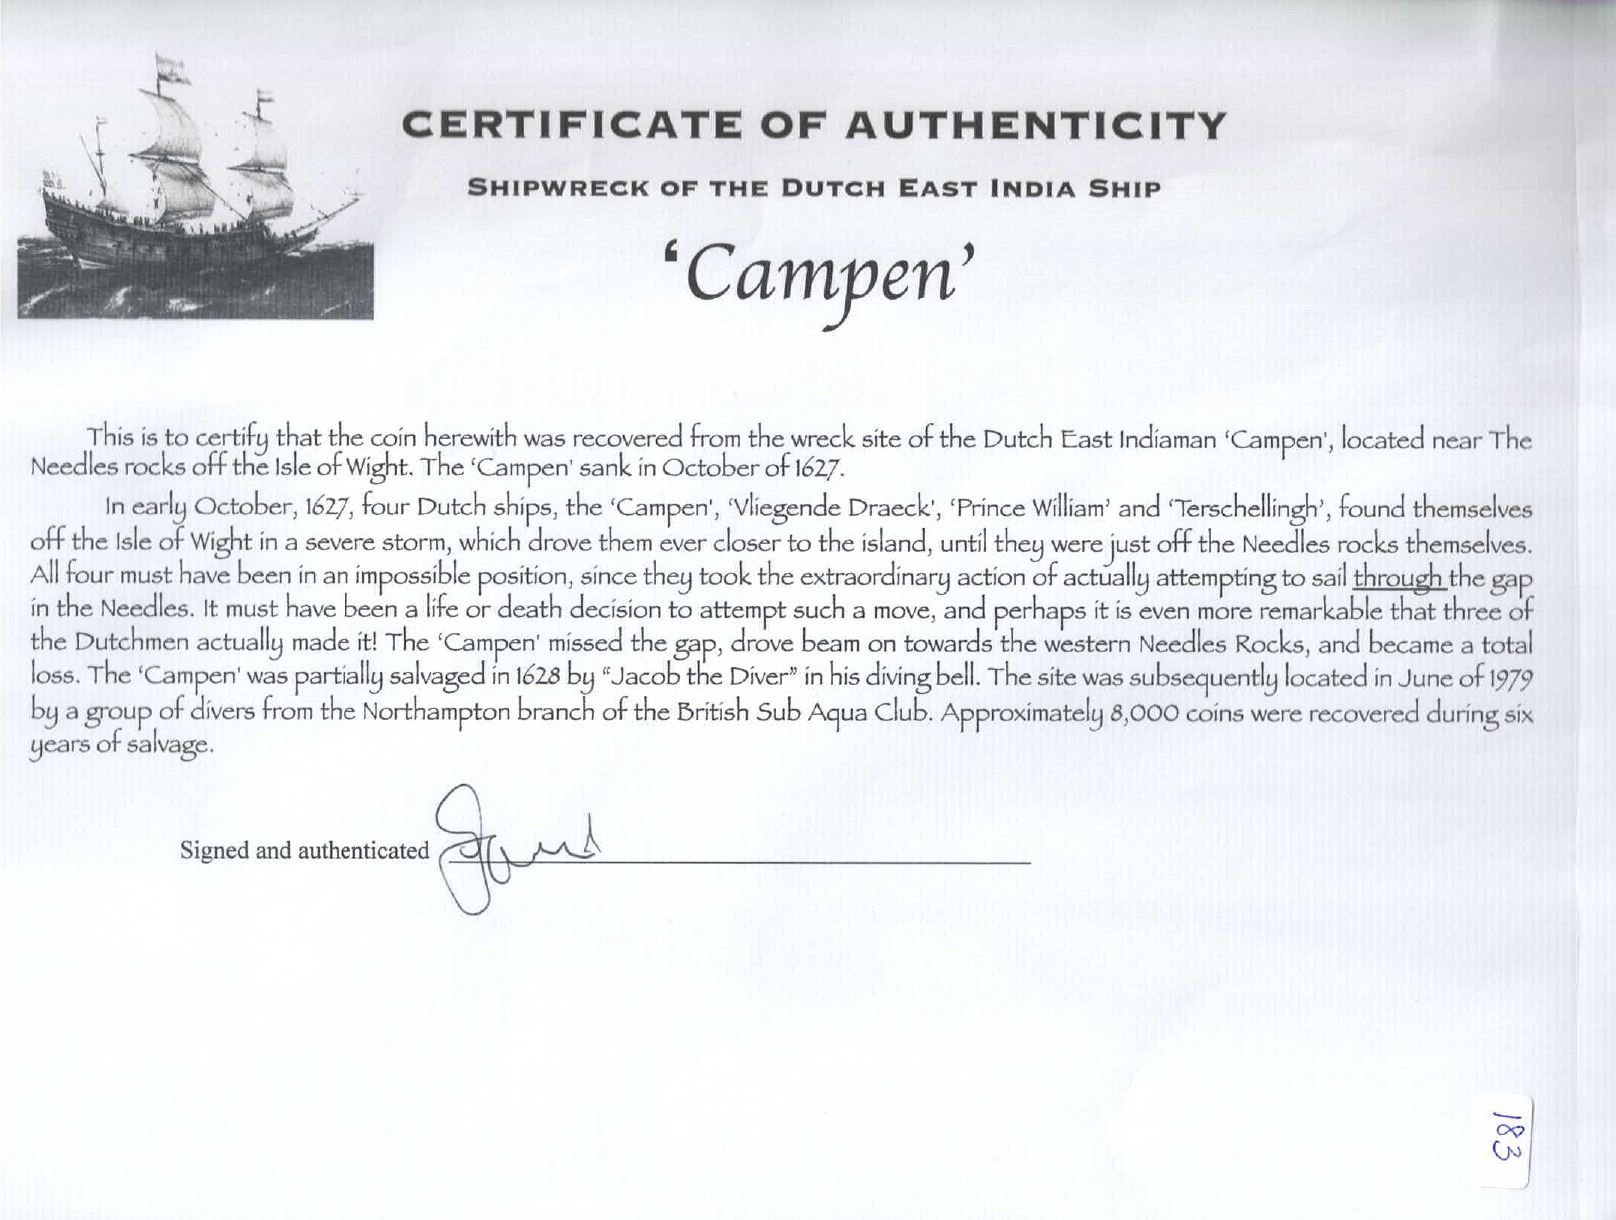 CERTIFICATE OF AUTHENTICITY
SHIPWRECK OF THE DUTCH EAST INDIA SHIP
‘Campen’
This is to certify that the coin herewith was recovered from the wreck site of the Dutch East Indiaman ‘Campen’, located near The
Needles rocks off the Isle of Wight. The ‘Campen’ sank in October of 1627.
In early October, 1627, four Dutch ships, the ‘Campen’, ‘Vliegende Draeck’, ‘Prince William’ and ‘Terschellingh’, found themselves
off the Isle of Wight in a severe storm, which drove them ever closer to the island, until they were just off the Needles rocks themselves.
All four must have been in an impossible position, since they took the extraordinary action of actually attempting to sail through the gap
in the Needles. It must have been a life or death decision to attempt such a move, and perhaps it is even more remarkable that three of
the Dutchmen actually made it! The ‘Campen’ missed the gap, drove beam on towards the western Needles Rocks, and became a total
loss. The ‘Campen’ was partially salvaged in 1628 by “Jacob the Diver” in his diving bell. The site was subsequently located in June of 1979
by a group of divers from the Northampton branch of the British Sub Aqua Club. Approximately 8,000 coins were recovered during six
years of salvage.
Signed and authenticated
183